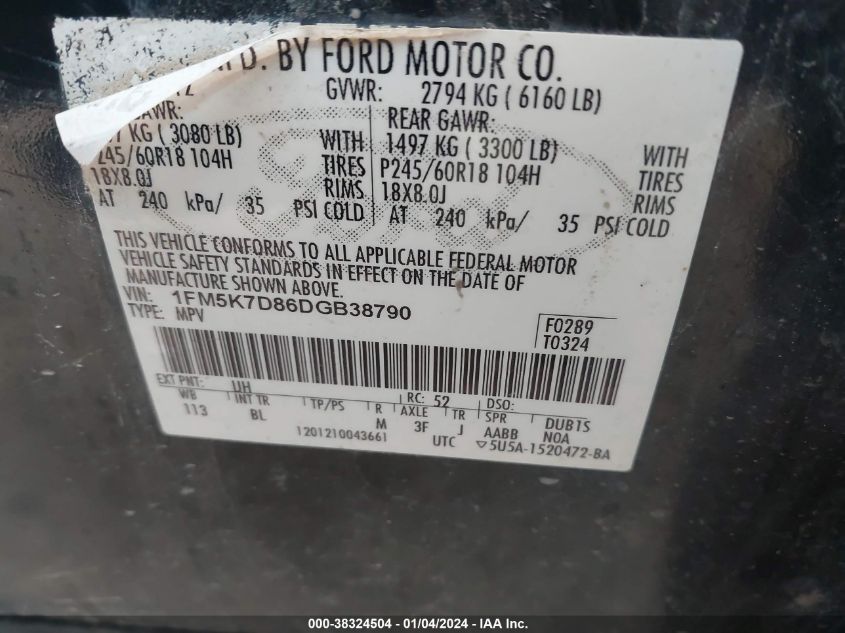 D. BY FORD MOTOR CO.
GVWR: 2794 KG ( 6160 LB)
GAWR: REAR GAWR:
KG ( 3080 LB) WITH 1497 KG ( 3300 LB) WITH
245/60R18 104H TIRES P245/60R18 104H TIRES
18X8.0J RIMS 18X8.0J RIMS
AT 240 kPa/ 35 PSI COLD AT 240 kPa/ 35 PSI COLD
THIS VEHICLE CONFORMS TO ALL APPLICABLE FEDERAL MOTOR
VEHICLE SAFETY STANDARDS IN EFFECT ON THE DATE OF
MANUFACTURE SHOWN ABOVE.
VIN: 1FM5K7D86DGB38790
TYPE: MPV
F0289
T0324
EXT PNT: UH RC: 52 DSO:
WB INT TR TP/PS R AXLE TR SPR DUB1S
113 BL M 3F J AABB N0A
1201210043661 UTC ▽5U5A-1520472-BA
000-38324504 - 01/04/2024 - IAA Inc.